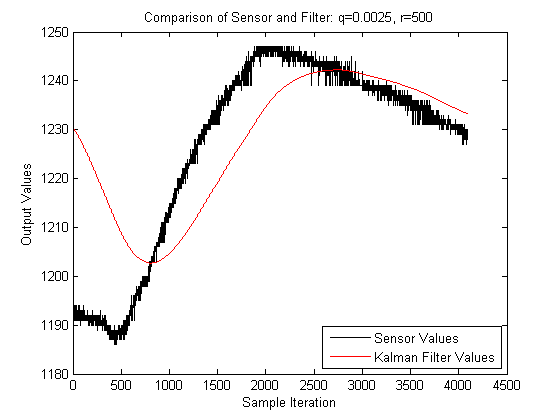 Comparison of Sensor and Filter: q=0.0025, r=500
1250
1240
1230
1220
1210
1200
1190
1180
Output Values
0 500 1000 1500 2000 2500 3000 3500 4000 4500
Sample Iteration
Sensor Values
Kalman Filter Values